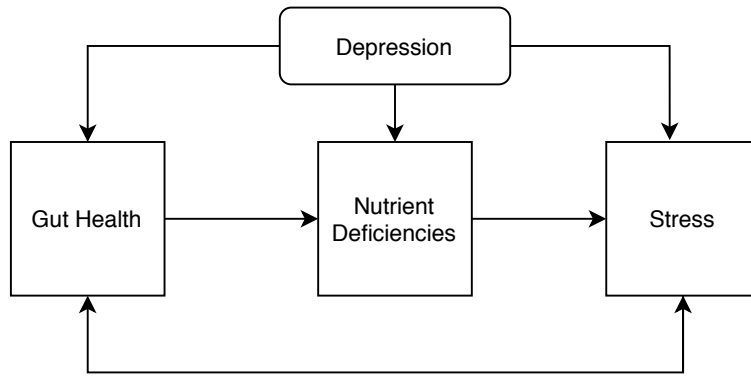 Depression
Gut Health
Nutrient
Deficiencies
Stress